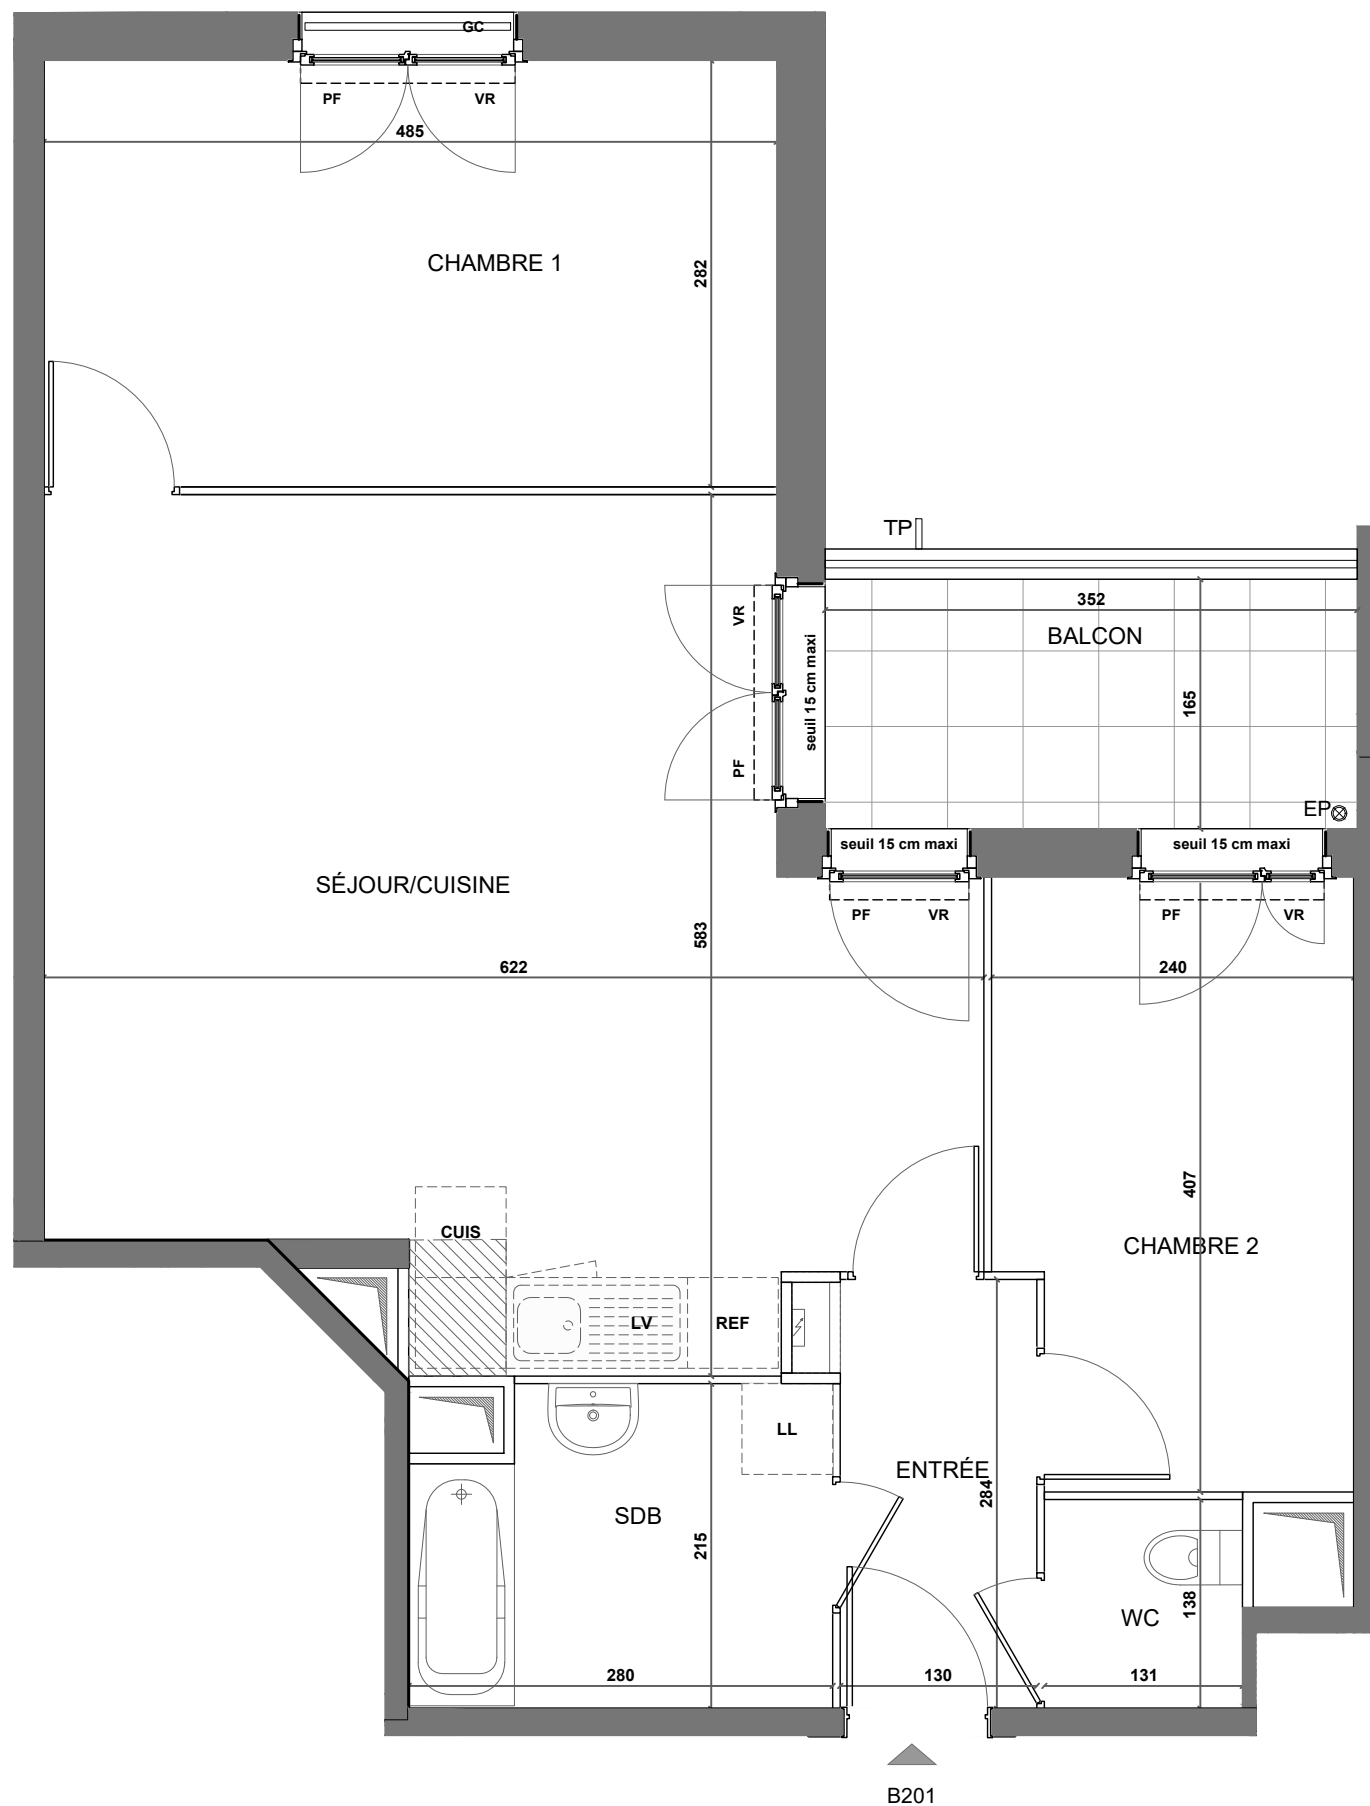 GC
PF
VR
485
CHAMBRE 1
282
TP
352
BALCON
VR
seuil 15 cm maxi
165
PF
EP
seuil 15 cm maxi
seuil 15 cm maxi
SÉJOUR/CUISINE
PF
VR
PF
VR
583
622
240
407
CUIS
CHAMBRE 2
LV
REF
LL
ENTRÉE
284
SDB
215
138
WC
280
130
131
B201